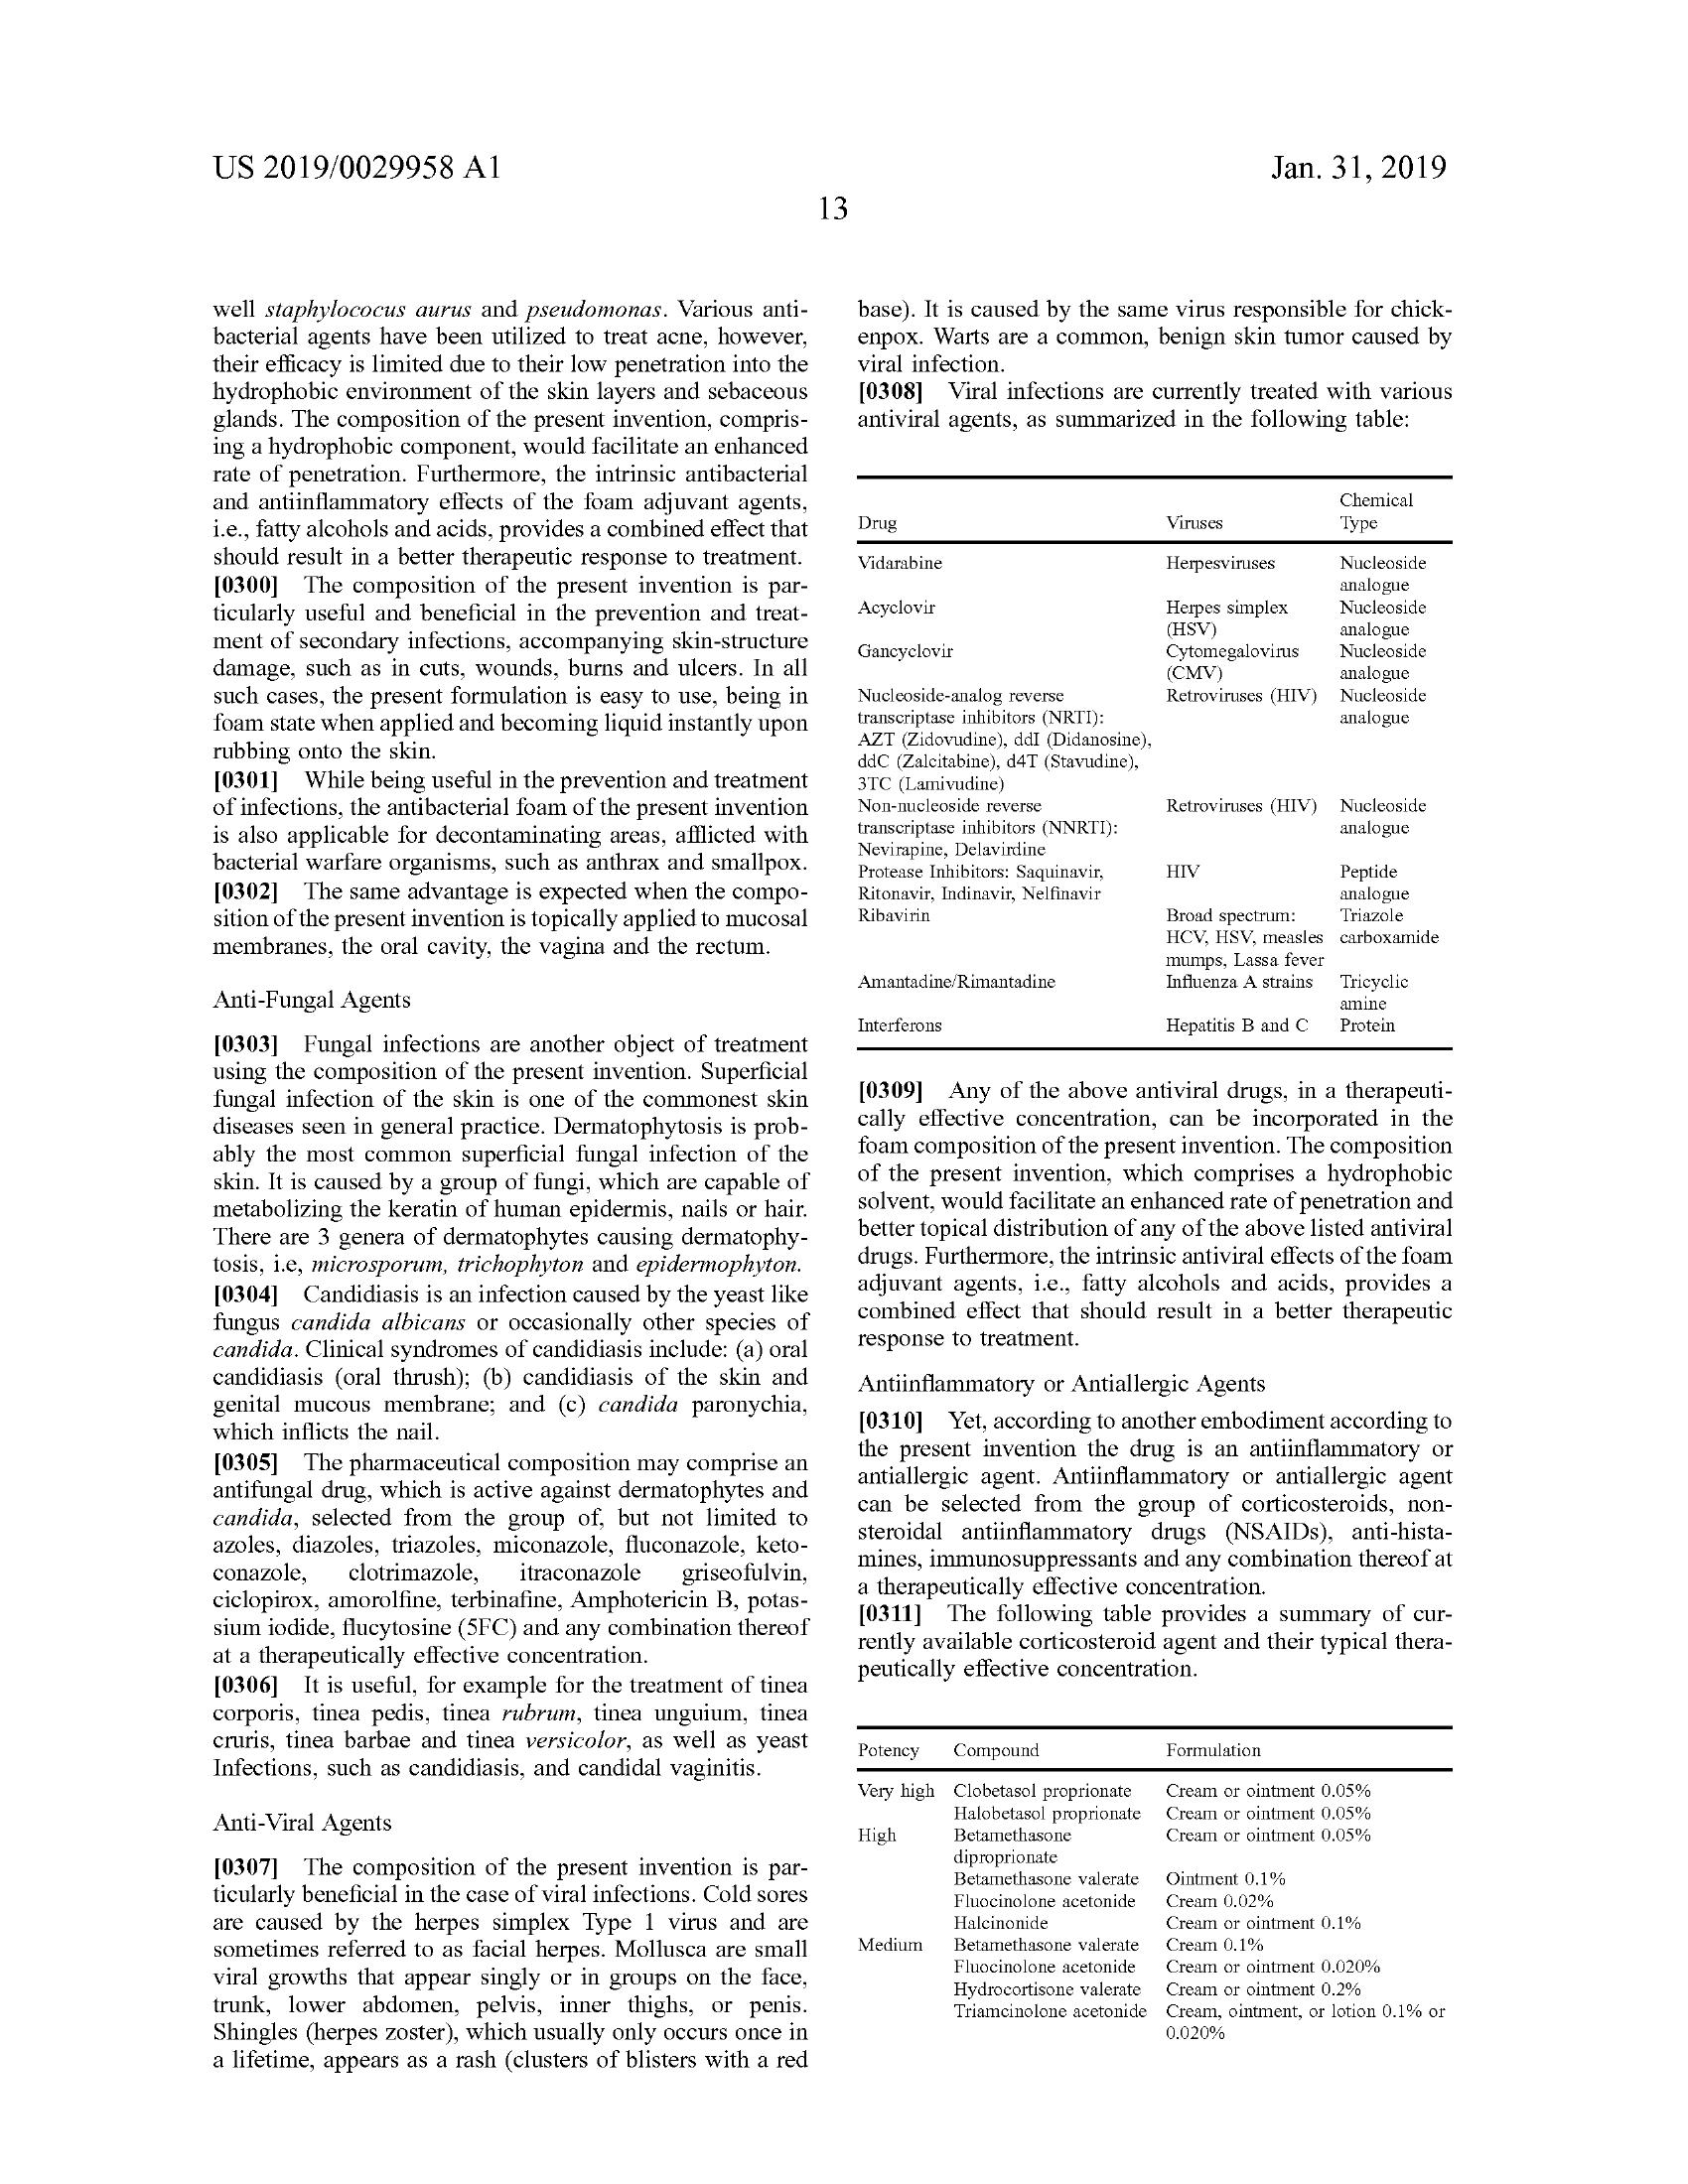 US 2019/0029958 A1
Jan. 31, 2019
13
well staphylococus aurus and pseudomonas. Various anti-
bacterial agents have been utilized to treat acne, however,
their efficacy is limited due to their low penetration into the
hydrophobic environment of the skin layers and sebaceous
glands. The composition of the present invention, compris-
ing a hydrophobic component, would facilitate an enhanced
rate of penetration. Furthermore, the intrinsic antibacterial
and antiinflammatory effects of the foam adjuvant agents,
i.e., fatty alcohols and acids, provides a combined effect that
should result in a better therapeutic response to treatment.
[0300] The composition of the present invention is par-
ticularly useful and beneficial in the prevention and treat-
ment of secondary infections, accompanying skin-structure
damage, such as in cuts, wounds, burns and ulcers. In all
such cases, the present formulation is easy to use, being in
foam state when applied and becoming liquid instantly upon
rubbing onto the skin.
[0301] While being useful in the prevention and treatment
of infections, the antibacterial foam of the present invention
is also applicable for decontaminating areas, afflicted with
bacterial warfare organisms, such as anthrax and smallpox.
[0302] The same advantage is expected when the compo-
sition of the present invention is topically applied to mucosal
membranes, the oral cavity, the vagina and the rectum.
Anti-Fungal Agents
[0303] Fungal infections are another object of treatment
using the composition of the present invention. Superficial
fungal infection of the skin is one of the commonest skin
diseases seen in general practice. Dermatophytosis is prob-
ably the most common superficial fungal infection of the
skin. It is caused by a group of fungi, which are capable of
metabolizing the keratin of human epidermis, nails or hair.
There are 3 genera of dermatophytes causing dermatophy-
tosis, i.e, microsporum, trichophyton and epidermophyton.
[0304] Candidiasis is an infection caused by the yeast like
fungus candida albicans or occasionally other species of
candida. Clinical syndromes of candidiasis include: (a) oral
candidiasis (oral thrush); (b) candidiasis of the skin and
genital mucous membrane; and (c) candida paronychia,
which inflicts the nail.
[0305] The pharmaceutical composition may comprise an
antifungal drug, which is active against dermatophytes and
candida, selected from the group of, but not limited to
azoles, diazoles, triazoles, miconazole, fluconazole, keto-
conazole, clotrimazole, itraconazole griseofulvin,
ciclopirox, amorolfine, terbinafine, Amphotericin B, potas-
sium iodide, flucytosine (5FC) and any combination thereof
at a therapeutically effective concentration.
[0306] It is useful, for example for the treatment of tinea
corporis, tinea pedis, tinea rubrum, tinea unguium, tinea
cruris, tinea barbae and tinea versicolor, as well as yeast
Infections, such as candidiasis, and candidal vaginitis.
Anti-Viral Agents
[0307] The composition of the present invention is par-
ticularly beneficial in the case of viral infections. Cold sores
are caused by the herpes simplex Type 1 virus and are
sometimes referred to as facial herpes. Mollusca are small
viral growths that appear singly or in groups on the face,
trunk, lower abdomen, pelvis, inner thighs, or penis.
Shingles (herpes zoster), which usually only occurs once in
a lifetime, appears as a rash (clusters of blisters with a red
base). It is caused by the same virus responsible for chick-
enpox. Warts are a common, benign skin tumor caused by
viral infection.
[0308] Viral infections are currently treated with various
antiviral agents, as summarized in the following table:
Chemical
Drug Viruses Type
Vidarabine Herpesviruses Nucleoside
analogue
Acyclovir Herpes simplex Nucleoside
(HSV) analogue
Gancyclovir Cytomegalovirus Nucleoside
(CMV) analogue
Nucleoside-analog reverse Retroviruses (HIV) Nucleoside
transcriptase inhibitors (NRTI): analogue
AZT (Zidovudine), ddI (Didanosine),
ddC (Zalcitabine), d4T (Stavudine),
3TC (Lamivudine)
Non-nucleoside reverse Retroviruses (HIV) Nucleoside
transcriptase inhibitors (NNRTI): analogue
Nevirapine, Delavirdine
Protease Inhibitors: Saquinavir, HIV Peptide
Ritonavir, Indinavir, Nelfinavir analogue
Ribavirin Broad spectrum: Triazole
HCV, HSV, measles carboxamide
mumps, Lassa fever
Amantadine/Rimantadine Influenza A strains Tricyclic
amine
Interferons Hepatitis B and C Protein
[0309] Any of the above antiviral drugs, in a therapeuti-
cally effective concentration, can be incorporated in the
foam composition of the present invention. The composition
of the present invention, which comprises a hydrophobic
solvent, would facilitate an enhanced rate of penetration and
better topical distribution of any of the above listed antiviral
drugs. Furthermore, the intrinsic antiviral effects of the foam
adjuvant agents, i.e., fatty alcohols and acids, provides a
combined effect that should result in a better therapeutic
response to treatment.
Antiinflammatory or Antiallergic Agents
[0310] Yet, according to another embodiment according to
the present invention the drug is an antiinflammatory or
antiallergic agent. Antiinflammatory or antiallergic agent
can be selected from the group of corticosteroids, non-
steroidal antiinflammatory drugs (NSAIDs), anti-hista-
mines, immunosuppressants and any combination thereof at
a therapeutically effective concentration.
[0311] The following table provides a summary of cur-
rently available corticosteroid agent and their typical thera-
peutically effective concentration.
Potency Compound Formulation
Very high Clobetasol proprionate Cream or ointment 0.05%
Halobetasol proprionate Cream or ointment 0.05%
High Betamethasone Cream or ointment 0.05%
diproprionate
Betamethasone valerate Ointment 0.1%
Fluocinolone acetonide Cream 0.02%
Halcinonide Cream or ointment 0.1%
Medium Betamethasone valerate Cream 0.1%
Fluocinolone acetonide Cream or ointment 0.020%
Hydrocortisone valerate Cream or ointment 0.2%
Triamcinolone acetonide Cream, ointment, or lotion 0.1% or
0.020%